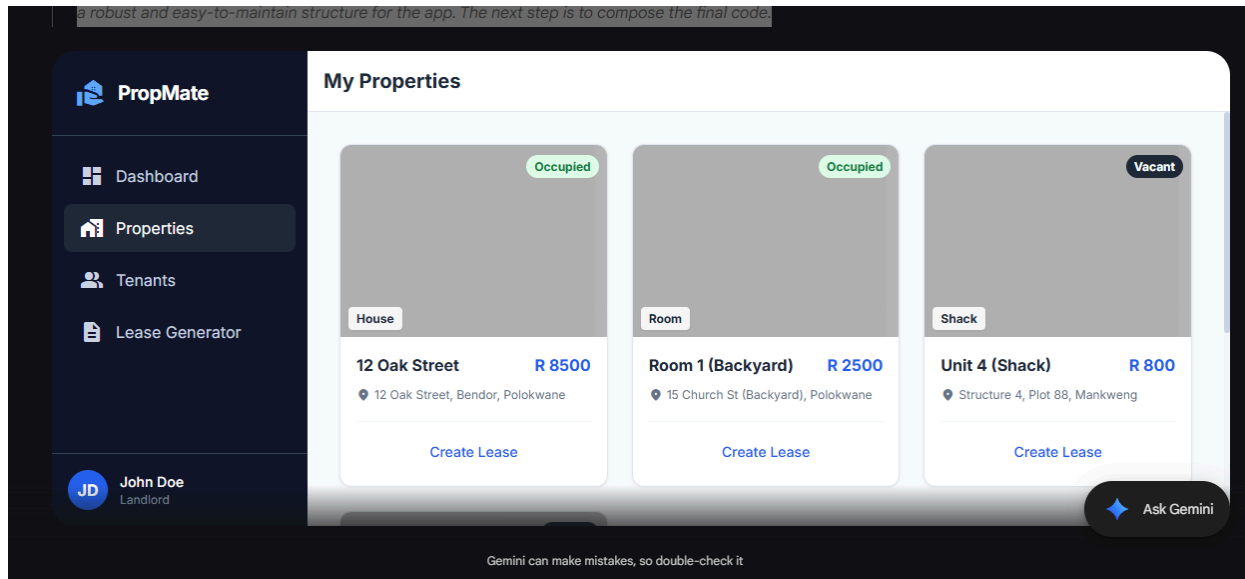 a robust and easy-to-maintain structure for the app. The next step is to compose the final code.
PropMate
Dashboard
Properties
Tenants
Lease Generator
John Doe
JD
Landlord
My Properties
Occupied
House
12 Oak Street R 8500
12 Oak Street, Bendor, Polokwane
Create Lease
Occupied
Room
Room 1 (Backyard) R 2500
15 Church St (Backyard), Polokwane
Create Lease
Vacant
Shack
Unit 4 (Shack) R 800
Structure 4, Plot 88, Mankweng
Create Lease
Ask Gemini
Gemini can make mistakes, so double-check it